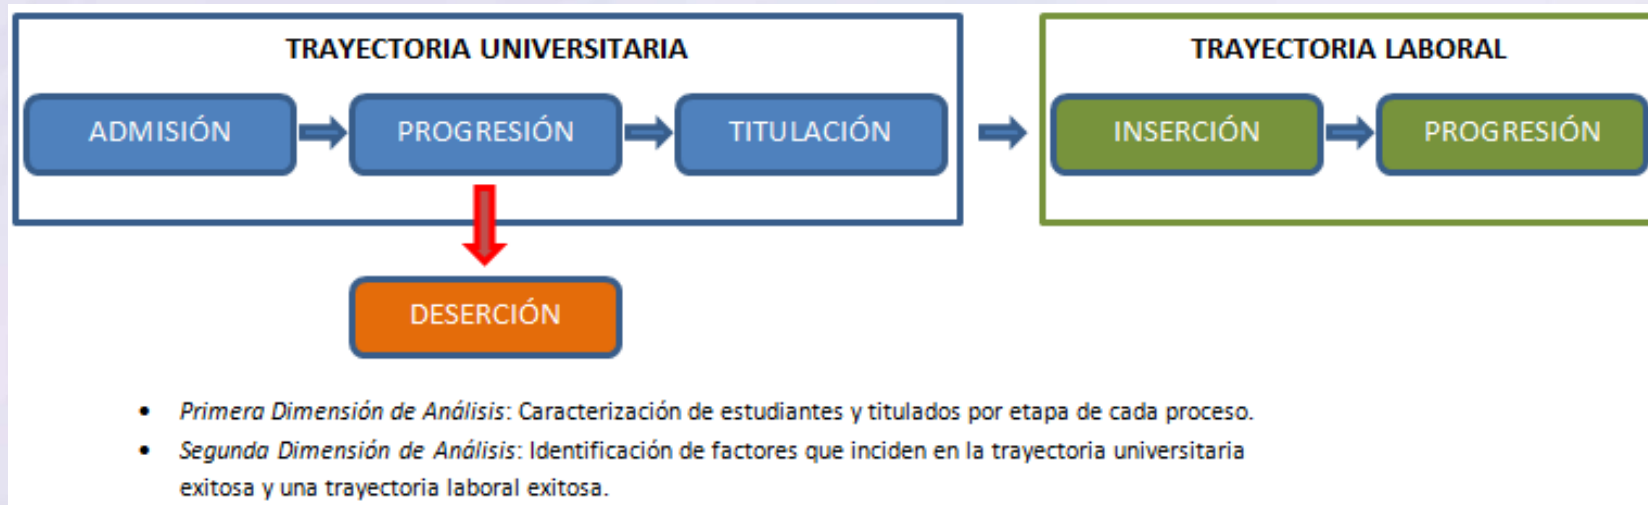 TRAYECTORIA UNIVERSITARIA
TRAYECTORIA LABORAL
ADMISIÓN
PROGRESIÓN
TITULACIÓN
INSERCIÓN
PROGRESIÓN
DESERCIÓN
• Primera Dimensión de Análisis: Caracterización de estudiantes y titulados por etapa de cada proceso.
• Segunda Dimensión de Análisis: Identificación de factores que inciden en la trayectoria universitaria
exitosa y una trayectoria laboral exitosa.